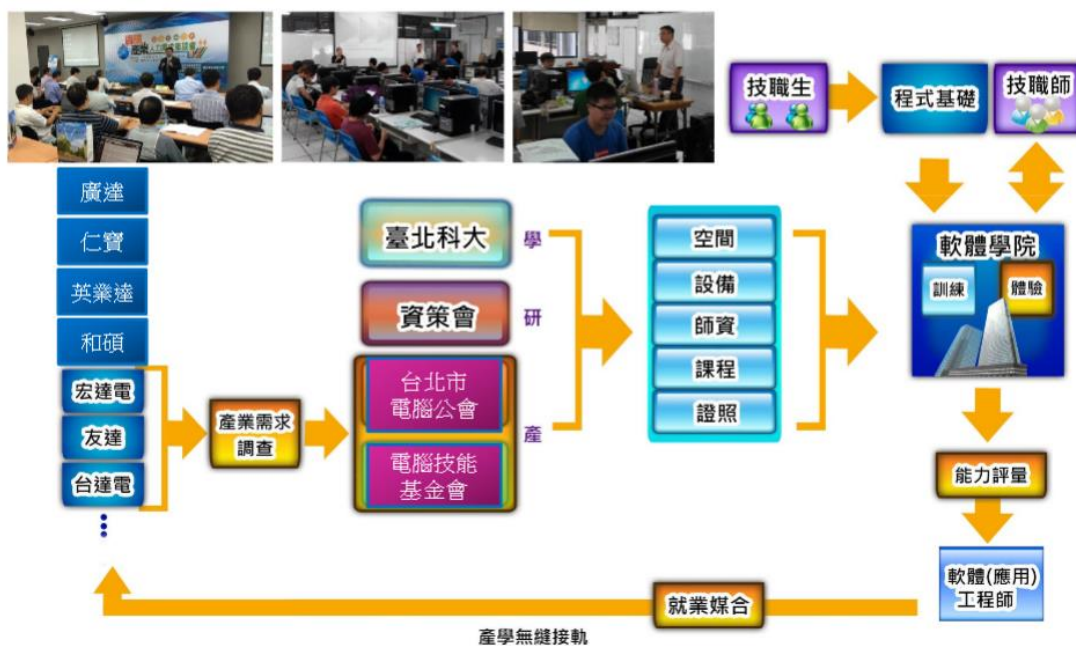 產業人力
技職生
程式基礎
技職師
廣達
仁寶
英業達
和碩
宏達電
友達
台達電
產業需求
調查
臺北科大
學
資策會
研
台北市
電腦公會
產
電腦技能
基金會
空間
設備
師資
課程
證照
軟體學院
訓練
體驗
能力評量
軟體(應用)
工程師
就業媒合
產學無縫接軌